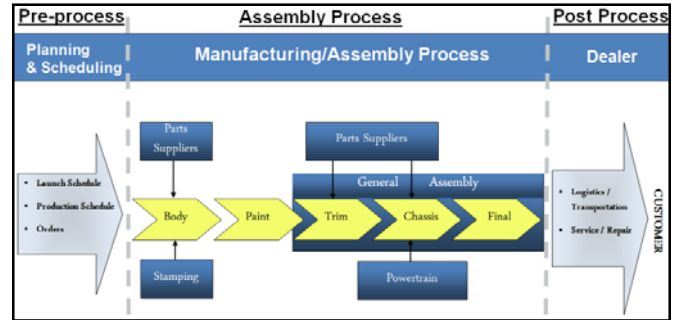 Pre-process
Assembly Process
Post Process
Planning
& Scheduling
Manufacturing/Assembly Process
Dealer
Parts
Suppliers
Parts Suppliers
General Assembly
• Launch Schedule
• Production Schedule
• Orders
Body
Paint
Trim
Chassis
Final
• Logistics /
Transportation
• Service / Repair
CUSTOMER
Stamping
Powertrain